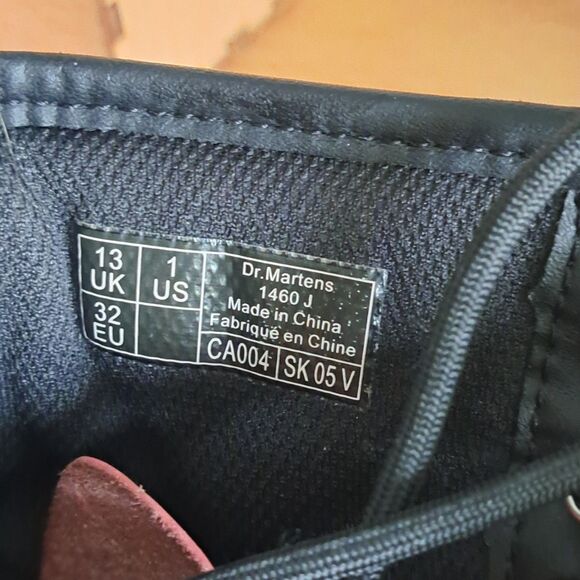 13 UK
1 US
32 EU
Dr.Martens
1460 J
Made in China
Fabriqué en Chine
CA004 SK 05 V